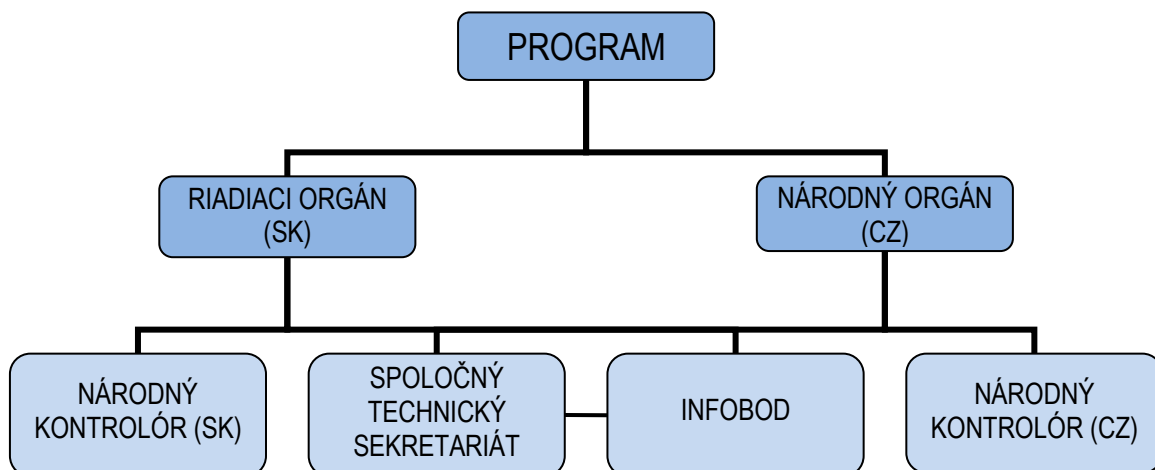 PROGRAM
RIADIACI ORGÁN
(SK)
NÁRODNÝ ORGÁN
(CZ)
NÁRODNÝ
KONTROLÓR (SK)
SPOLOČNÝ
TECHNICKÝ
SEKRETARIÁT
INFOBOD
NÁRODNÝ
KONTROLÓR (CZ)